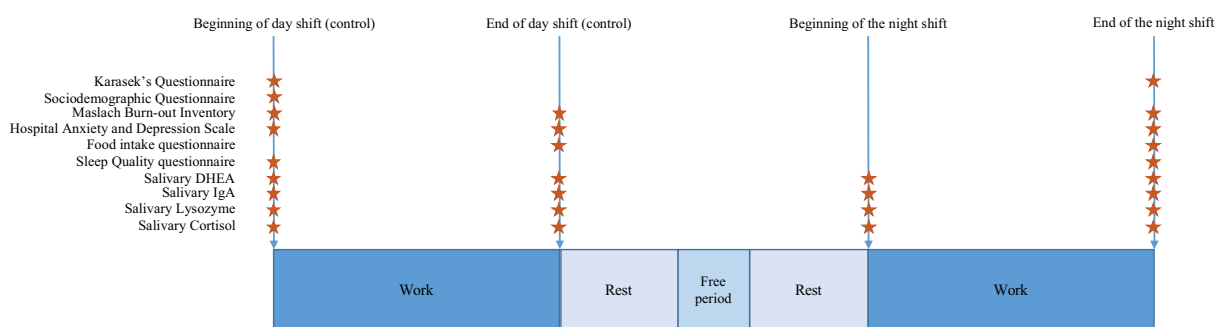 Beginning of day shift (control)
End of day shift (control)
Beginning of the night shift
End of the night shift
Karasek’s Questionnaire
Sociodemographic Questionnaire
Maslach Burn-out Inventory
Hospital Anxiety and Depression Scale
Food intake questionnaire
Sleep Quality questionnaire
Salivary DHEA
Salivary IgA
Salivary Lysozyme
Salivary Cortisol
Work
Rest
Free
period
Rest
Work